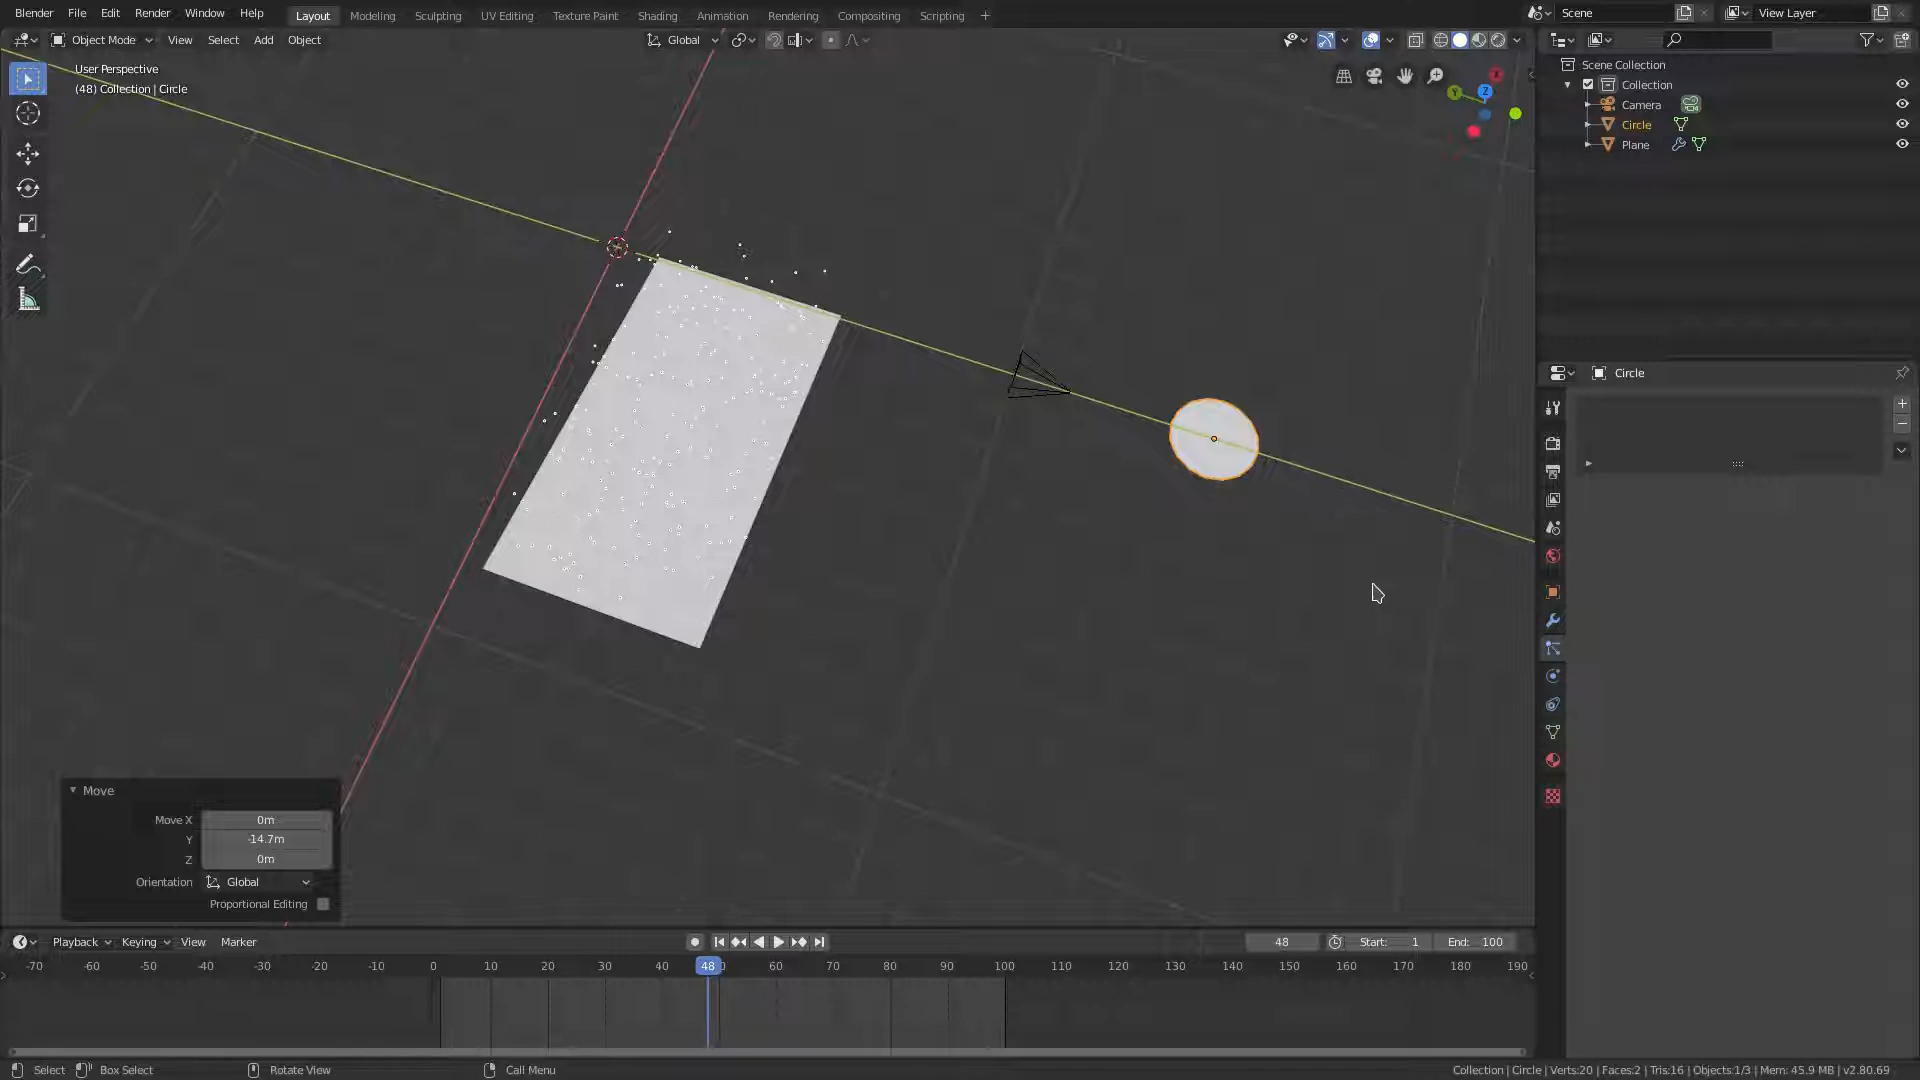 Blender File Edit Render Window Help Layout Modeling Sculpting UV Editing Texture Paint Shading Animation Rendering Compositing Scripting + Scene View Layer
Object Mode View Select Add Object Global
User Perspective
(48) Collection | Circle
X
Y
Z
Scene Collection
Collection
Camera
Circle
Plane
Circle
Move
Move X 0m
Y -14.7m
Z 0m
Orientation Global
Proportional Editing
Playback Keying View Marker 48 Start: 1 End: 100
-70 -60 -50 -40 -30 -20 -10 0 10 20 30 40 48 60 70 80 90 100 110 120 130 140 150 160 170 180 190
Select Box Select Rotate View Call Menu Collection | Circle | Verts:20 | Faces:2 | Tris:16 | Objects:1/3 | Mem: 45.9 MB | v2.80.69